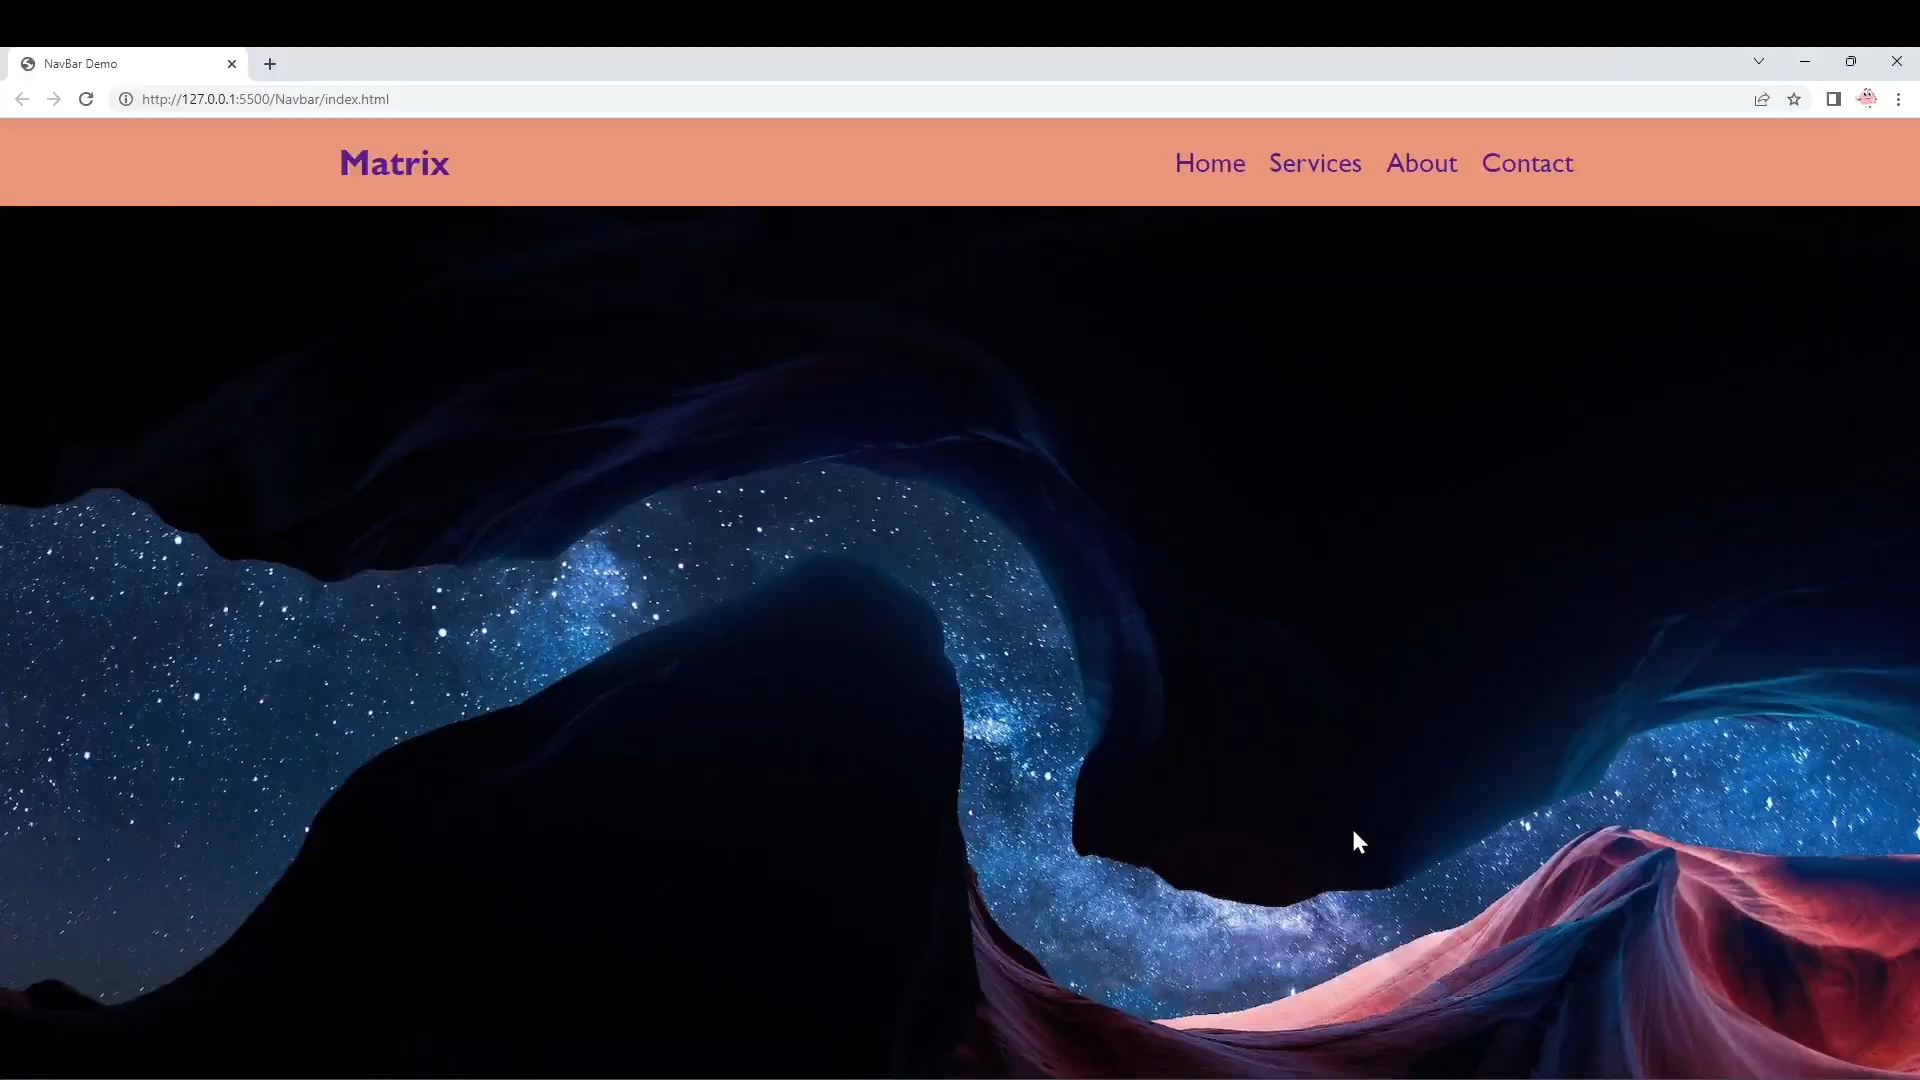 NavBar Demo
http://127.0.0.1:5500/Navbar/index.html
Matrix
Home Services About Contact